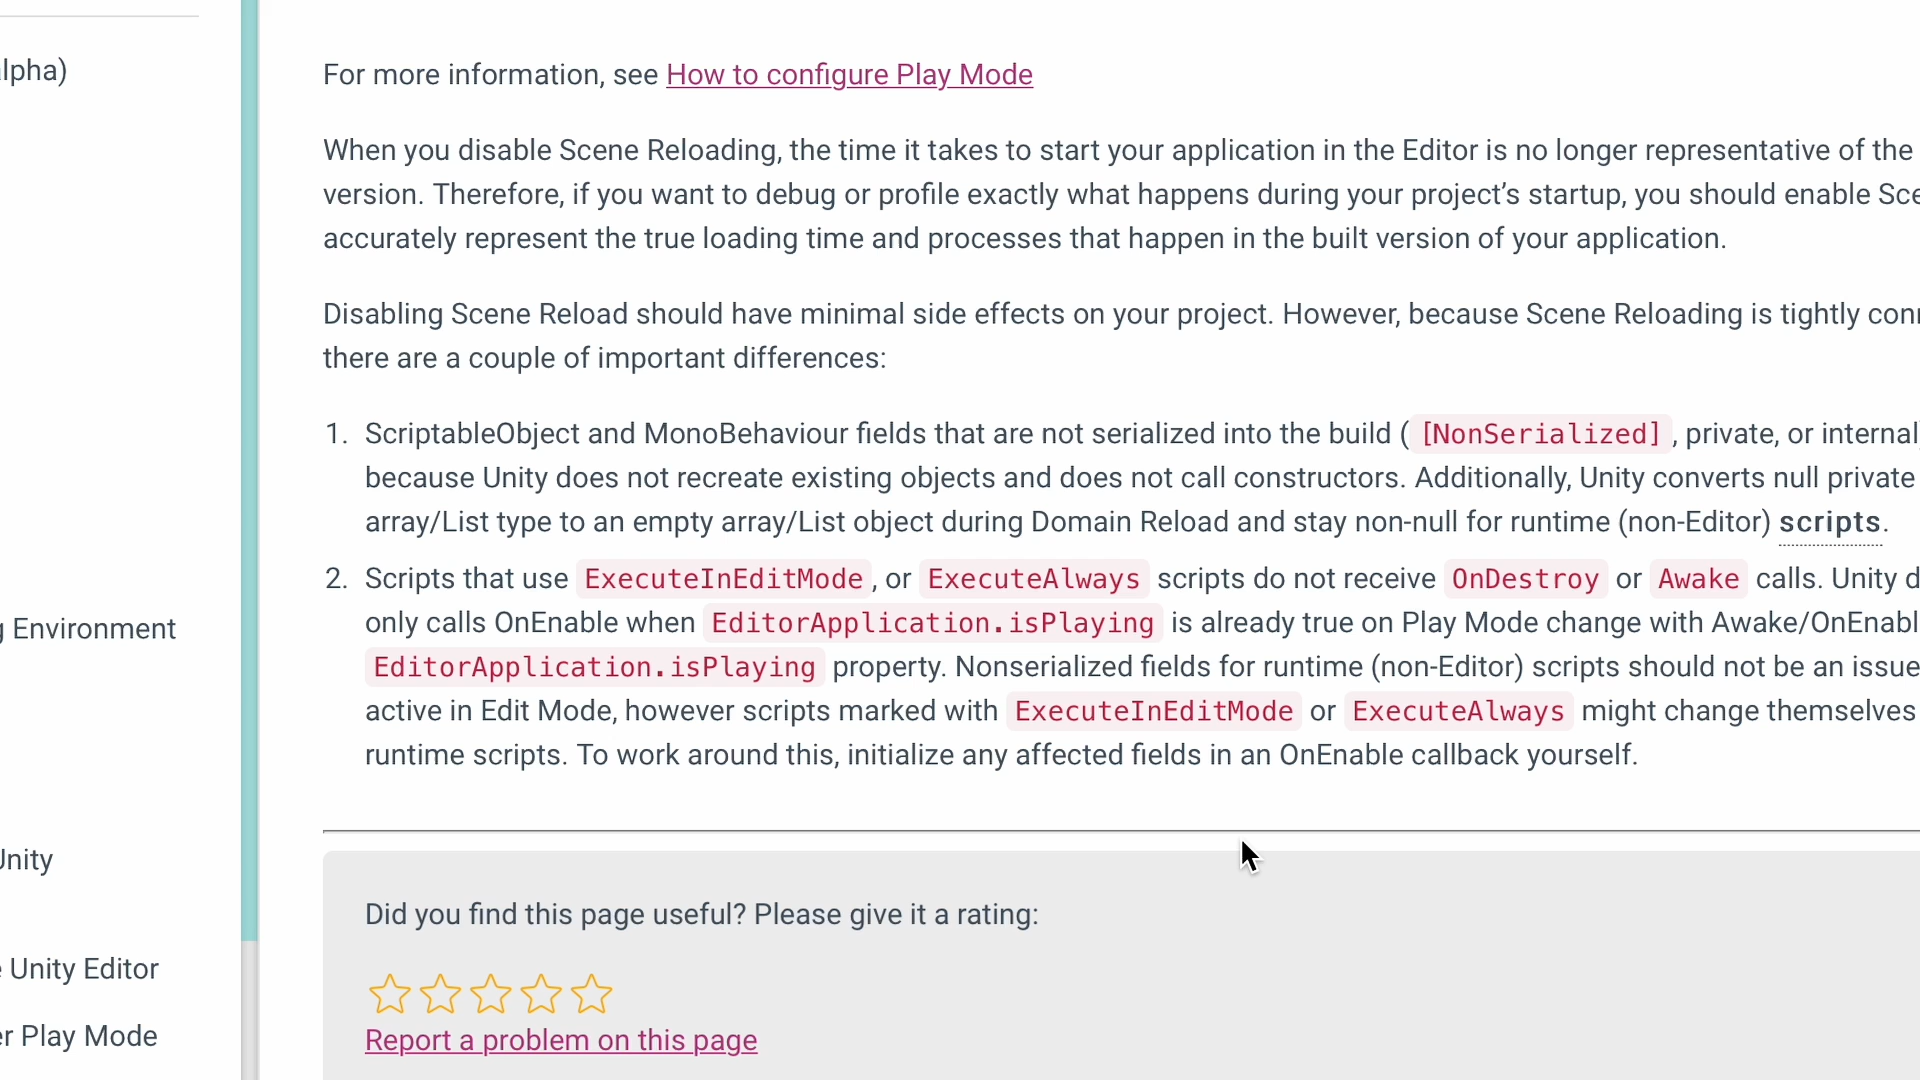 lpha)
g Environment
Unity
e Unity Editor
er Play Mode
For more information, see How to configure Play Mode
When you disable Scene Reloading, the time it takes to start your application in the Editor is no longer representative of the
version. Therefore, if you want to debug or profile exactly what happens during your project’s startup, you should enable Sce
accurately represent the true loading time and processes that happen in the built version of your application.
Disabling Scene Reload should have minimal side effects on your project. However, because Scene Reloading is tightly con
there are a couple of important differences:
1. ScriptableObject and MonoBehaviour fields that are not serialized into the build ( [NonSerialized] , private, or internal
because Unity does not recreate existing objects and does not call constructors. Additionally, Unity converts null private
array/List type to an empty array/List object during Domain Reload and stay non-null for runtime (non-Editor) scripts.
2. Scripts that use ExecuteInEditMode , or ExecuteAlways scripts do not receive OnDestroy or Awake calls. Unity d
only calls OnEnable when EditorApplication.isPlaying is already true on Play Mode change with Awake/OnEnabl
EditorApplication.isPlaying property. Nonserialized fields for runtime (non-Editor) scripts should not be an issue
active in Edit Mode, however scripts marked with ExecuteInEditMode or ExecuteAlways might change themselves
runtime scripts. To work around this, initialize any affected fields in an OnEnable callback yourself.
Did you find this page useful? Please give it a rating:
Report a problem on this page